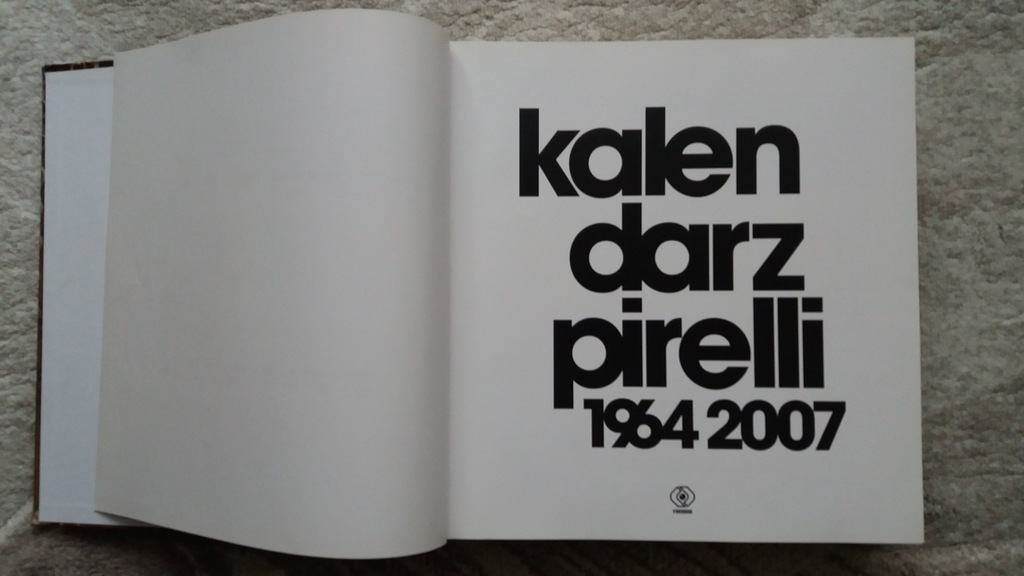 kalen
darz
pirelli
1964 2007